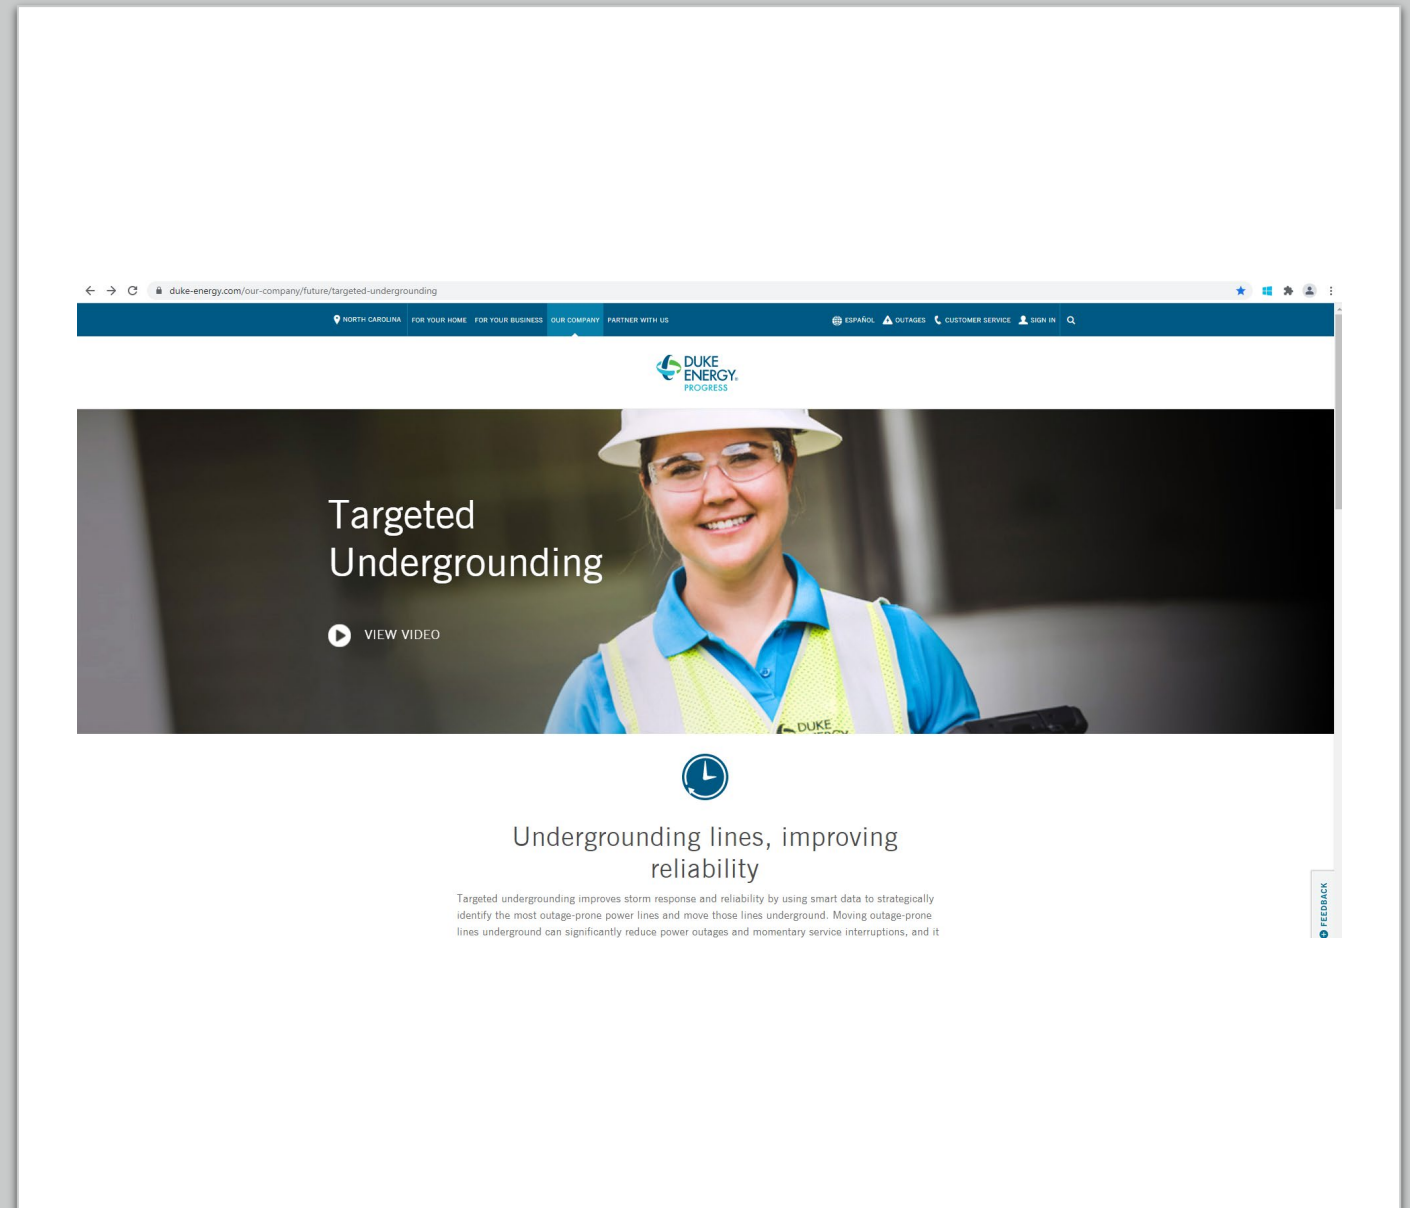 duke-energy.com/our-company/future/targeted-undergrounding
NORTH CAROLINA FOR YOUR HOME FOR YOUR BUSINESS OUR COMPANY PARTNER WITH US ESPAÑOL OUTAGES CUSTOMER SERVICE SIGN IN
DUKE
ENERGY®
PROGRESS
Targeted
Undergrounding
VIEW VIDEO
DUKE
ENERGY
Undergrounding lines, improving
reliability
Targeted undergrounding improves storm response and reliability by using smart data to strategically
identify the most outage-prone power lines and move those lines underground. Moving outage-prone
lines underground can significantly reduce power outages and momentary service interruptions, and it
FEEDBACK